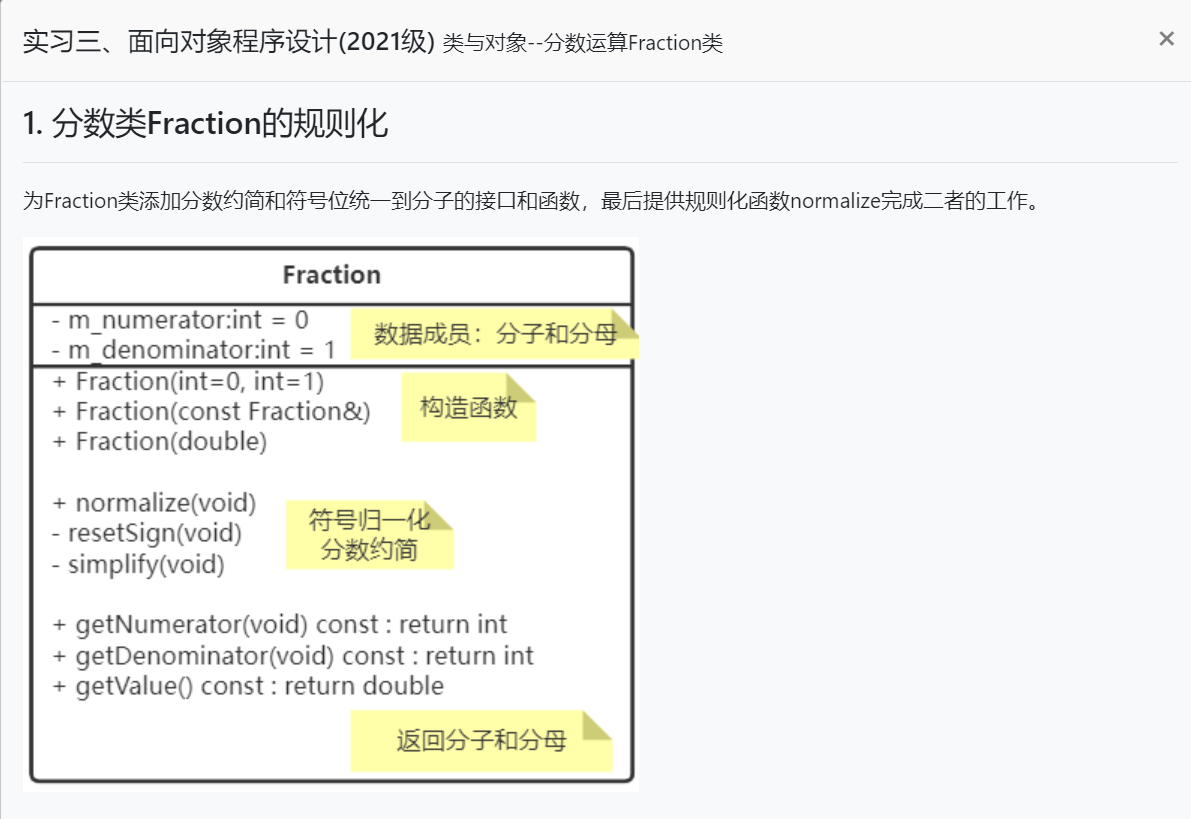 实习三、面向对象程序设计(2021级) 类与对象--分数运算Fraction类
×
1. 分数类Fraction的规则化
为Fraction类添加分数约简和符号位统一到分子的接口和函数，最后提供规则化函数normalize完成二者的工作。
Fraction
- m_numerator:int = 0
- m_denominator:int = 1
数据成员：分子和分母
+ Fraction(int=0, int=1)
+ Fraction(const Fraction&)
+ Fraction(double)
构造函数
+ normalize(void)
- resetSign(void)
- simplify(void)
符号归一化
分数约简
+ getNumerator(void) const : return int
+ getDenominator(void) const : return int
+ getValue() const : return double
返回分子和分母